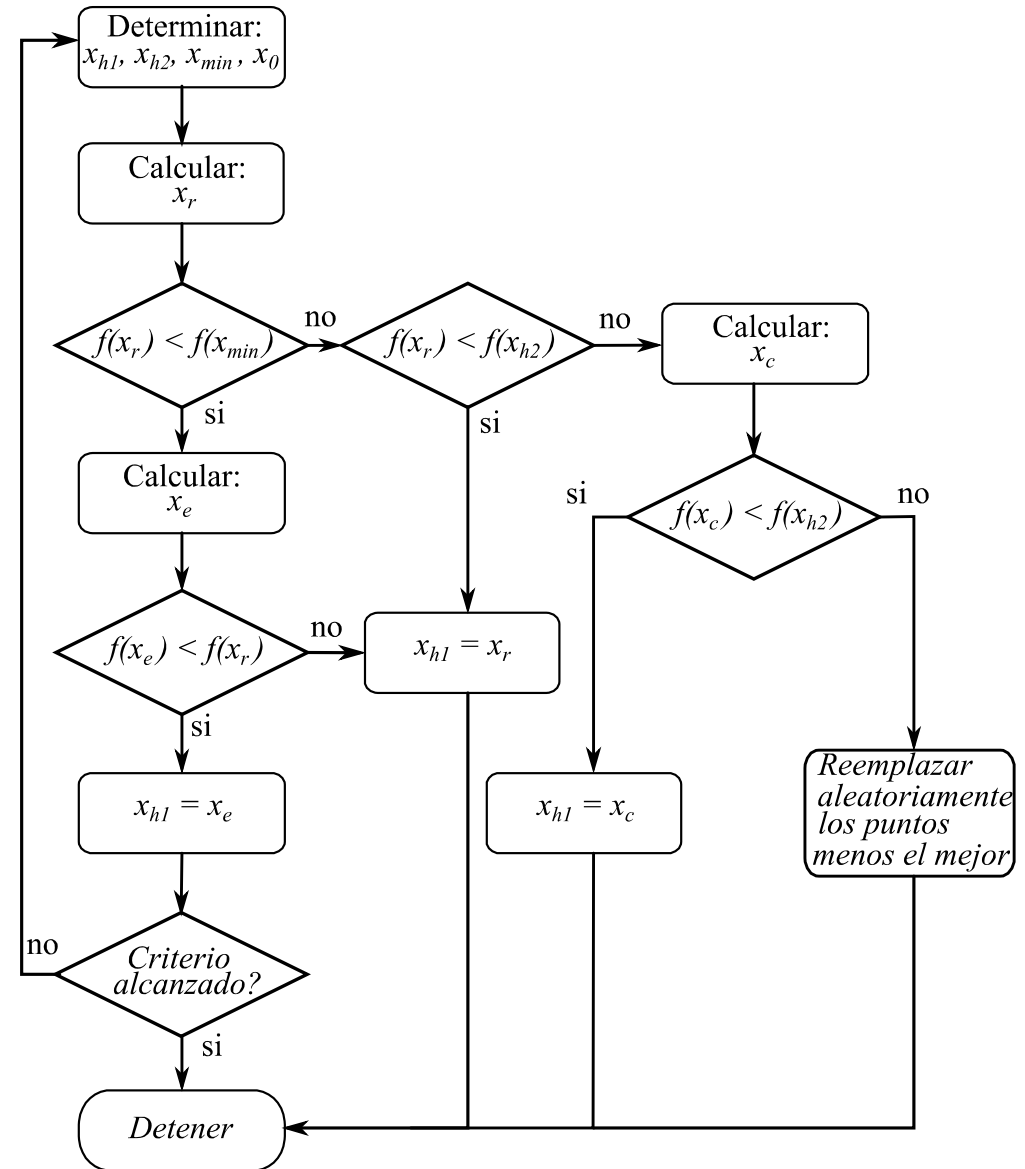 Determinar:
x_{h1}, x_{h2}, x_{min}, x_0
Calcular:
x_r
f(x_r) < f(x_{min})
no
f(x_r) < f(x_{h2})
no
Calcular:
x_c
si
si
Calcular:
x_e
si
f(x_c) < f(x_{h2})
no
f(x_e) < f(x_r)
no
x_{h1} = x_r
si
x_{h1} = x_e
x_{h1} = x_c
Reemplazar
aleatoriamente
los puntos
menos el mejor
no
Criterio
alcanzado?
si
Detener